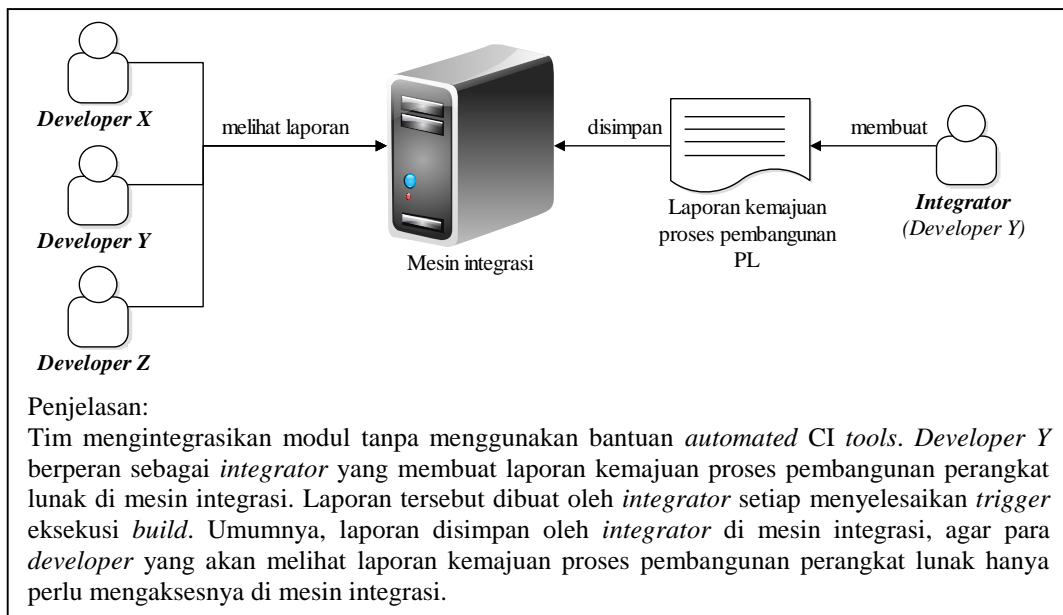 Developer X
melihat laporan
disimpan
membuat
Developer Y
Integrator
(Developer Y)
Laporan kemajuan
proses pembangunan
PL
Mesin integrasi
Developer Z
Penjelasan:
Tim mengintegrasikan modul tanpa menggunakan bantuan automated CI tools. Developer Y
berperan sebagai integrator yang membuat laporan kemajuan proses pembangunan perangkat
lunak di mesin integrasi. Laporan tersebut dibuat oleh integrator setiap menyelesaikan trigger
eksekusi build. Umumnya, laporan disimpan oleh integrator di mesin integrasi, agar para
developer yang akan melihat laporan kemajuan proses pembangunan perangkat lunak hanya
perlu mengaksesnya di mesin integrasi.